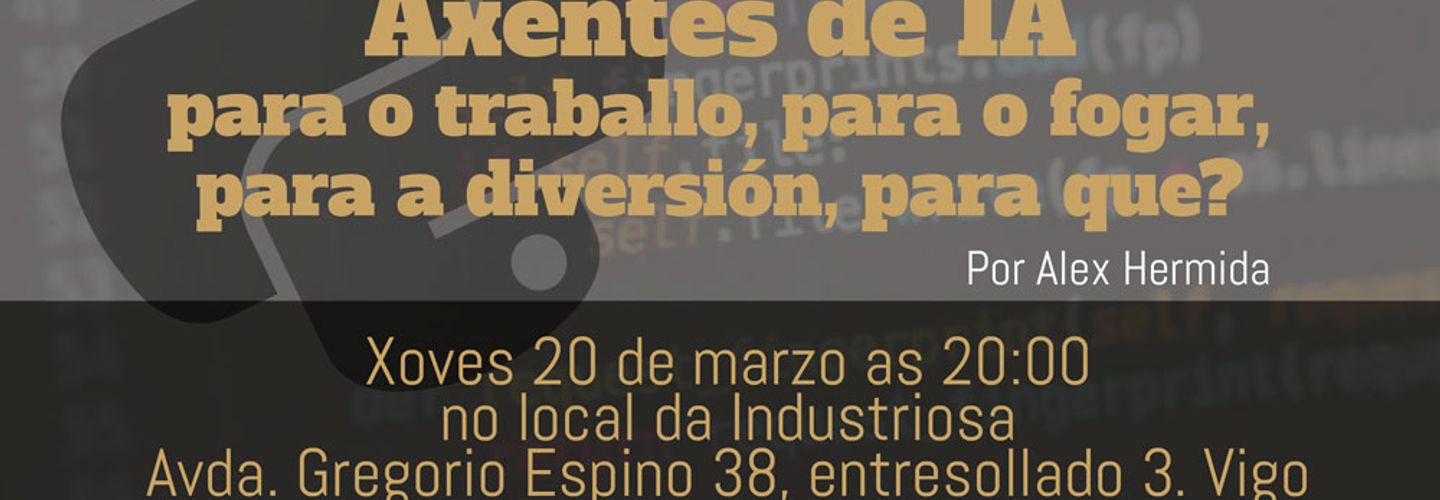 Axentes de IA
para o traballo, para o fogar,
para a diversión, para que?
Por Alex Hermida
Xoves 20 de marzo as 20:00
no local da Industriosa
Avda. Gregorio Espino 38, entresollado 3. Vigo